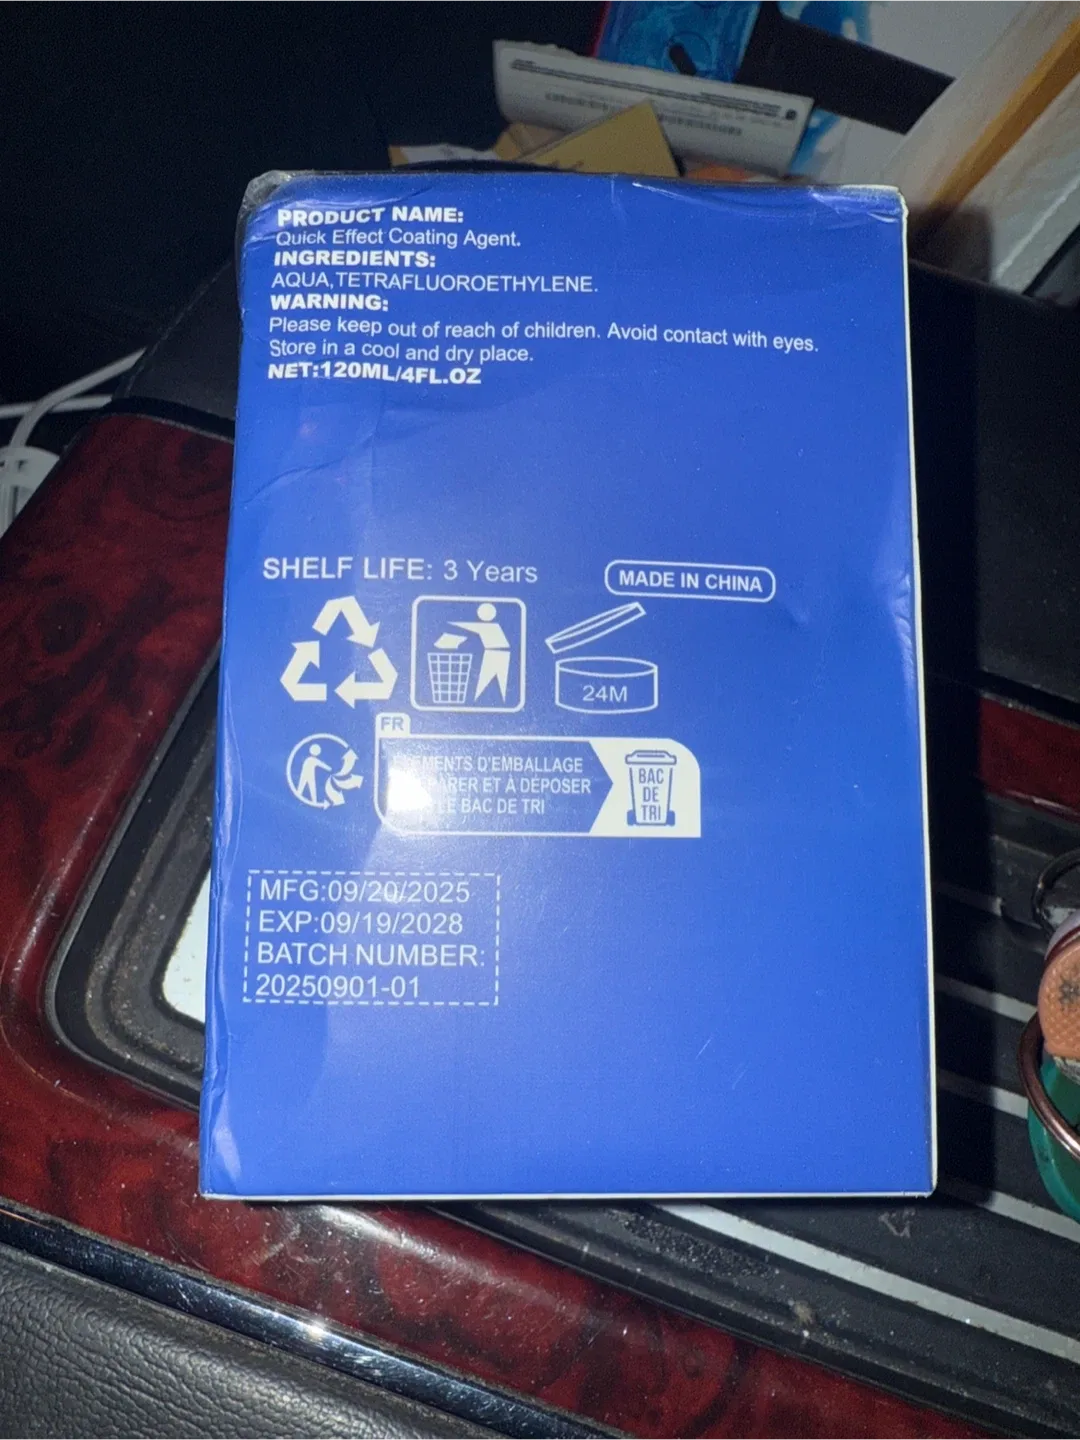 PRODUCT NAME:
Quick Effect Coating Agent.
INGREDIENTS:
AQUA,TETRAFLUOROETHYLENE.
WARNING:
Please keep out of reach of children. Avoid contact with eyes.
Store in a cool and dry place.
NET:120ML/4FL.OZ
SHELF LIFE: 3 Years
MADE IN CHINA
24M
FR
D'EMBALLAGE
ET À DÉPOSER
BAC DE TRI
BAC
DE
TRI
MFG:09/20/2025
EXP:09/19/2028
BATCH NUMBER:
20250901-01